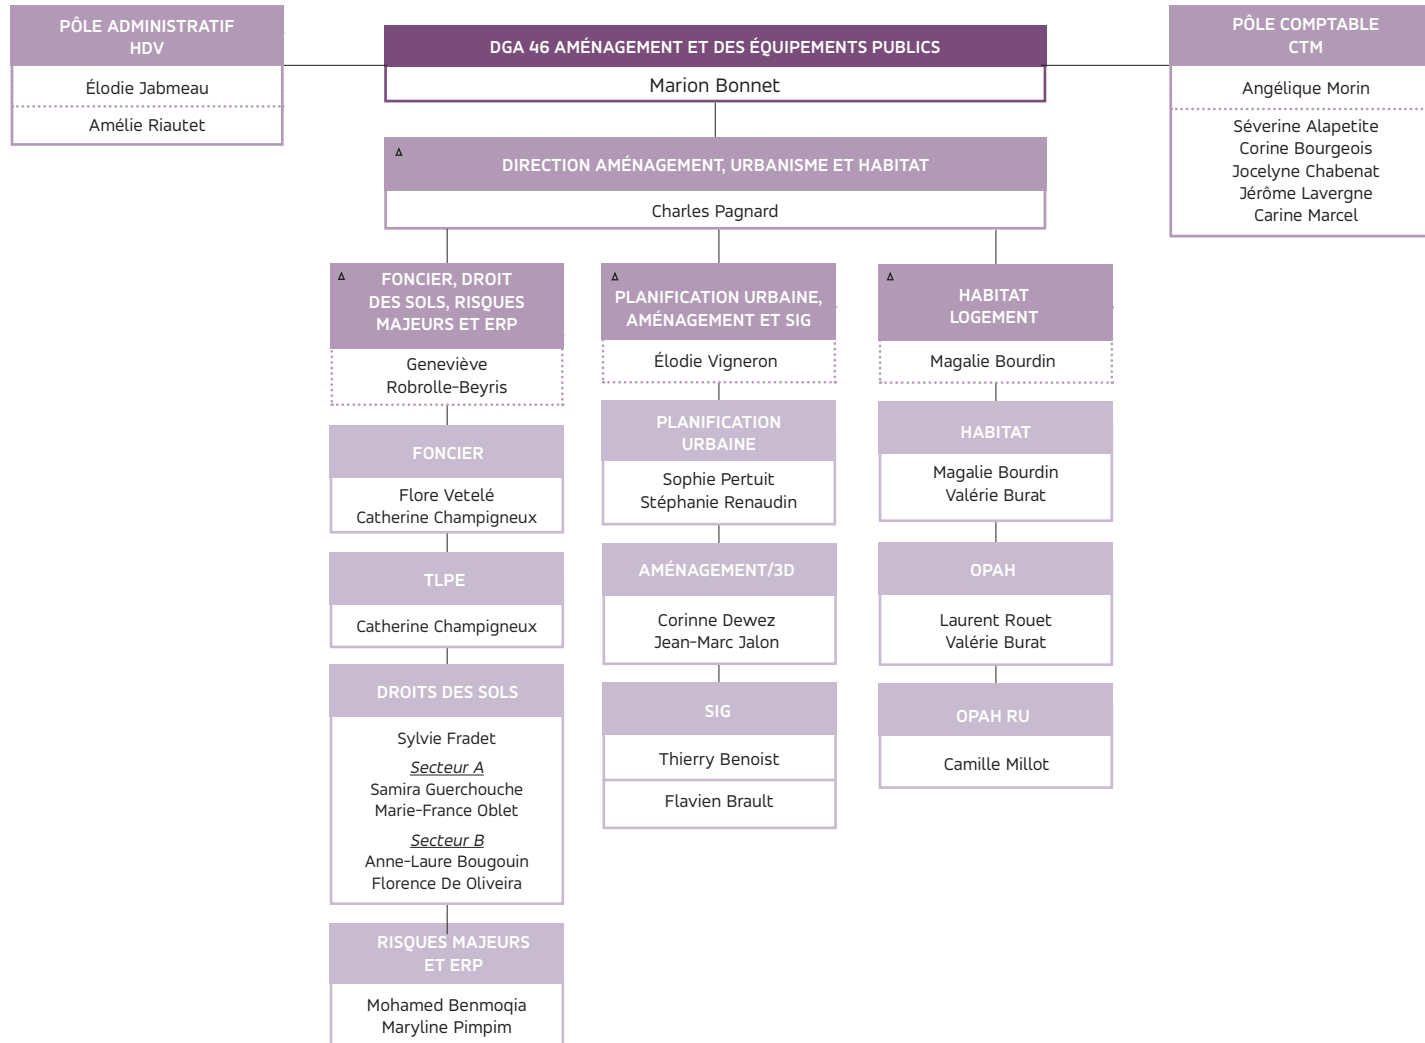 PÔLE ADMINISTRATIF
HDV
Élodie Jabmeau
Amélie Riautet
DGA 46 AMÉNAGEMENT ET DES ÉQUIPEMENTS PUBLICS
Marion Bonnet
PÔLE COMPTABLE
CTM
Angélique Morin
Séverine Alapetite
Corine Bourgeois
Jocelyne Chabenat
Jérôme Lavergne
Carine Marcel
DIRECTION AMÉNAGEMENT, URBANISME ET HABITAT
Charles Pagnard
FONCIER, DROIT
DES SOLS, RISQUES
MAJEURS ET ERP
Geneviève
Robrolle-Beyris
FONCIER
Flore Vetelé
Catherine Champigneux
TLPE
Catherine Champigneux
DROITS DES SOLS
Sylvie Fradet
Secteur A
Samira Guerchouche
Marie-France Oblet
Secteur B
Anne-Laure Bougouin
Florence De Oliveira
RISQUES MAJEURS
ET ERP
Mohamed Benmoqia
Maryline Pimpim
PLANIFICATION URBAINE,
AMÉNAGEMENT ET SIG
Élodie Vigneron
PLANIFICATION
URBAINE
Sophie Pertuit
Stéphanie Renaudin
AMÉNAGEMENT/3D
Corinne Dewez
Jean-Marc Jalon
SIG
Thierry Benoist
Flavien Brault
HABITAT
LOGEMENT
Magalie Bourdin
HABITAT
Magalie Bourdin
Valérie Burat
OPAH
Laurent Rouet
Valérie Burat
OPAH RU
Camille Millot